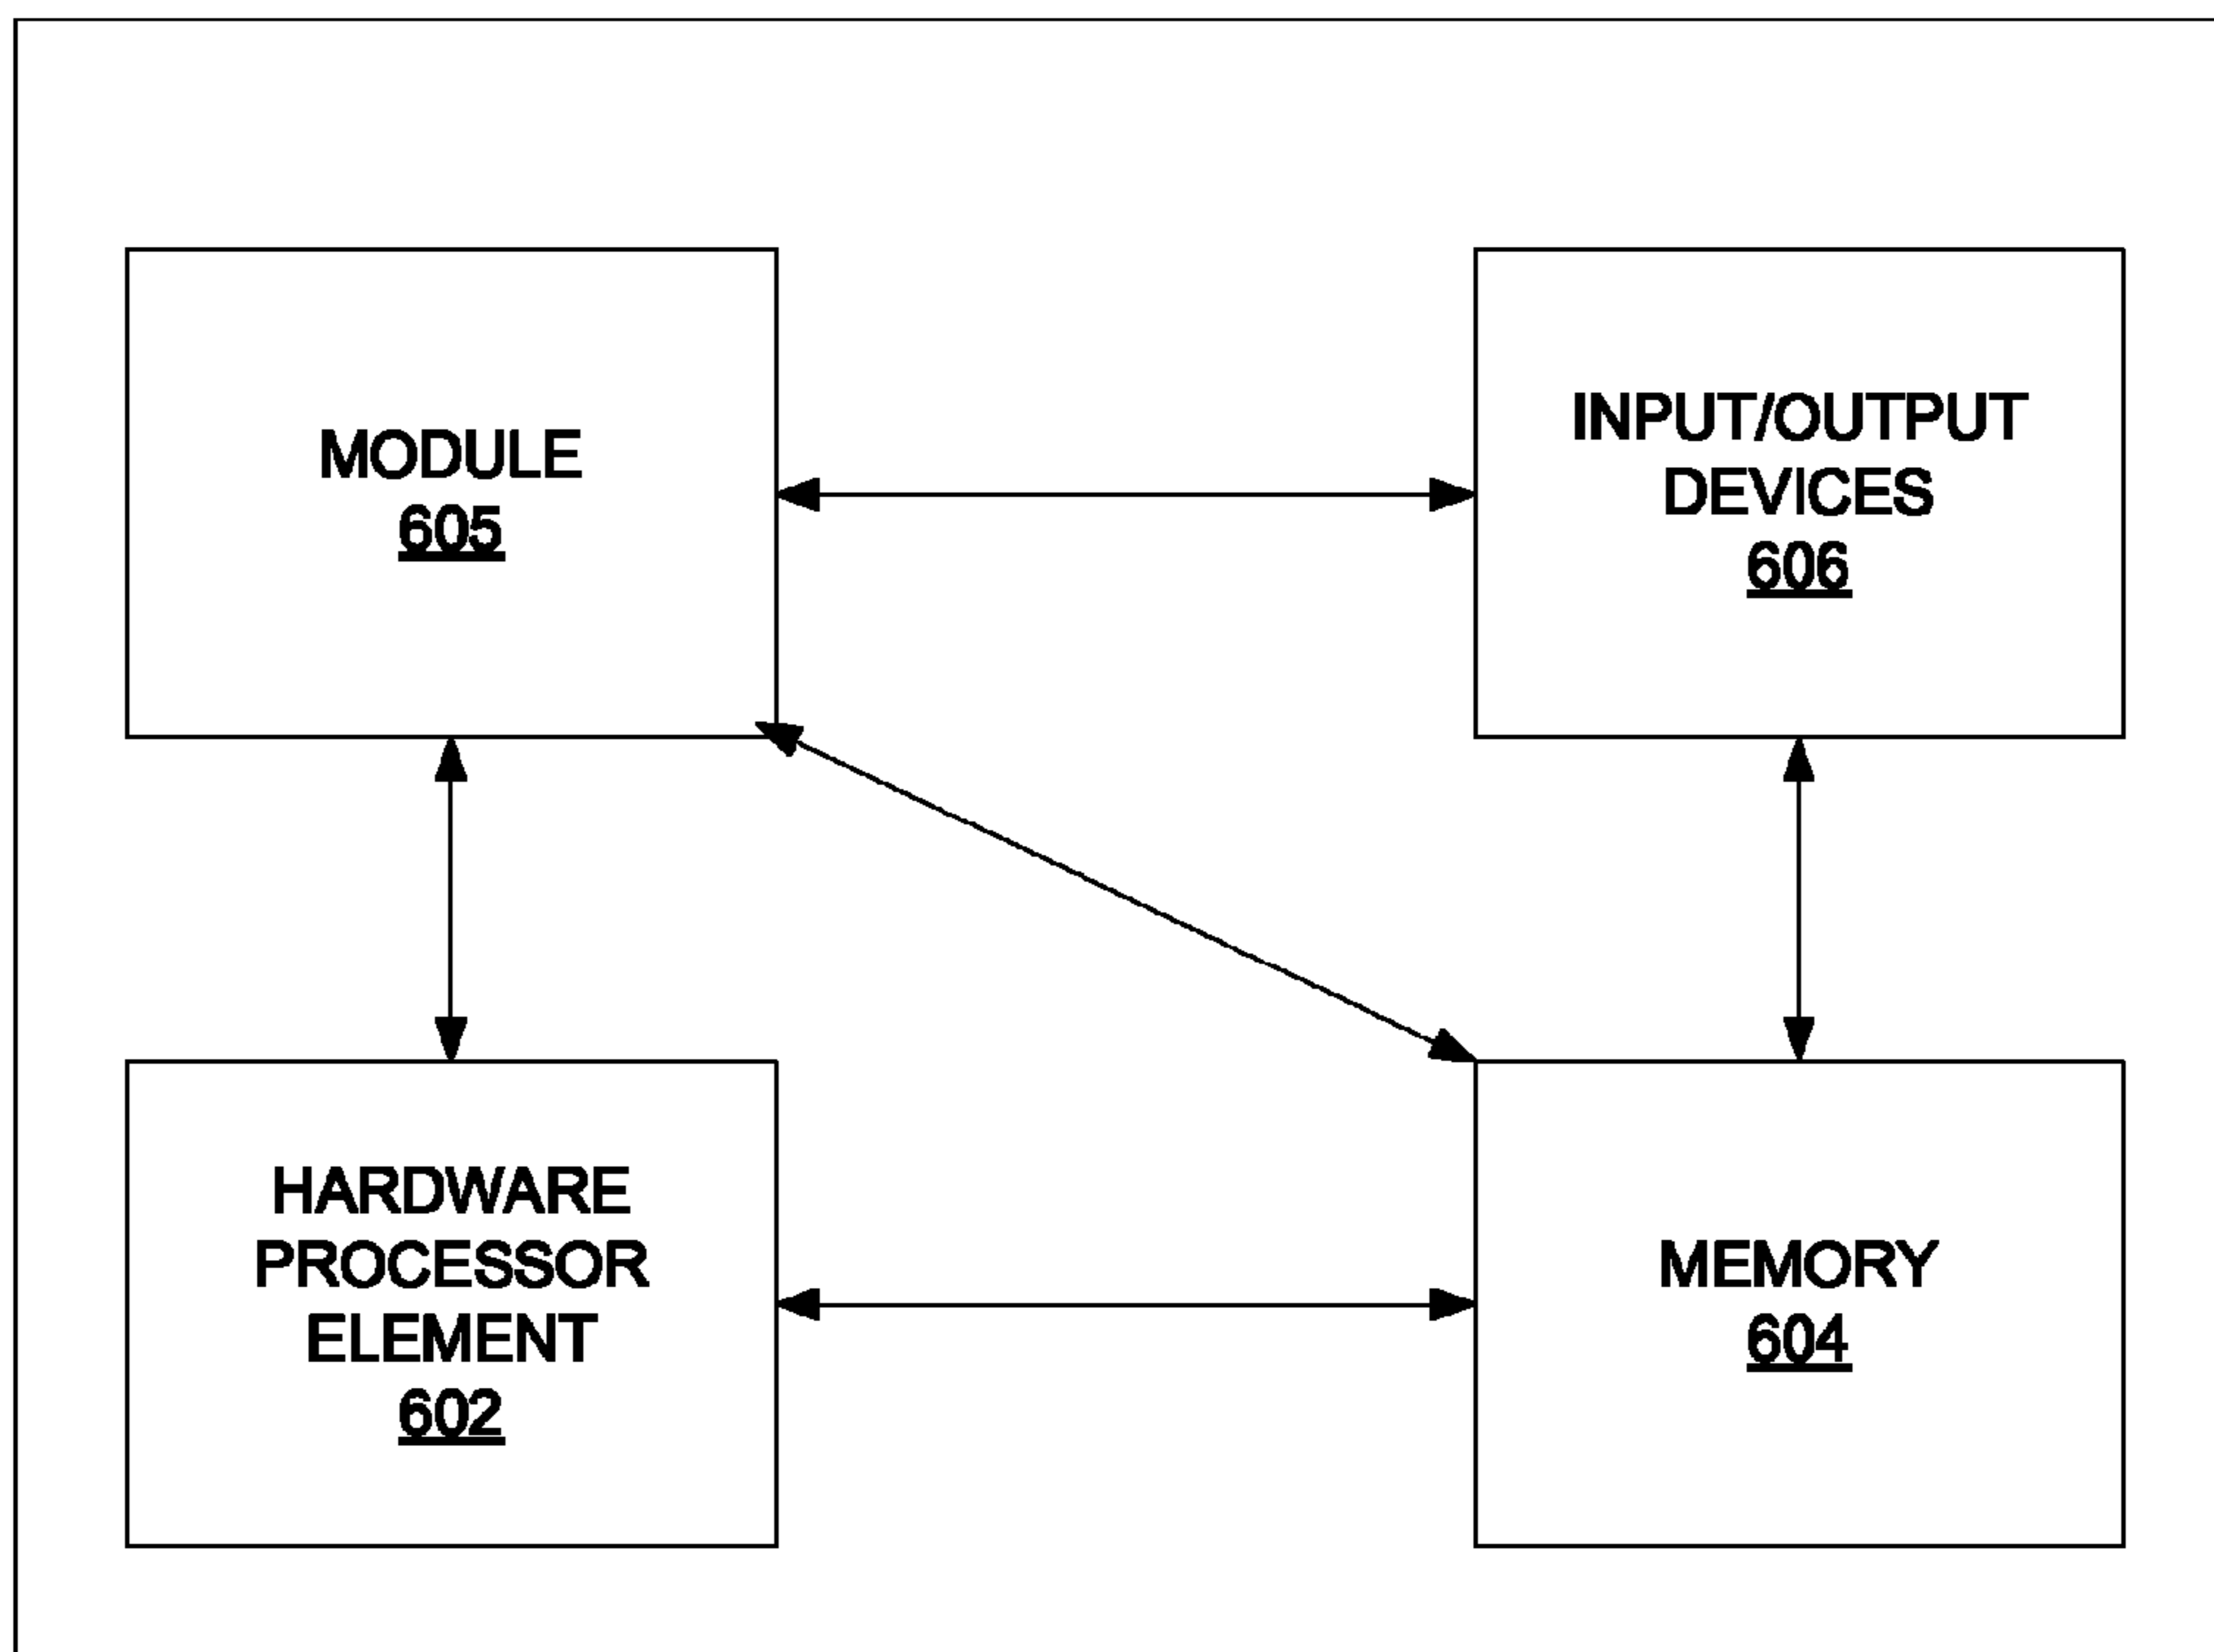 MODULE
605
INPUT/OUTPUT
DEVICES
606
HARDWARE
PROCESSOR
ELEMENT
602
MEMORY
604